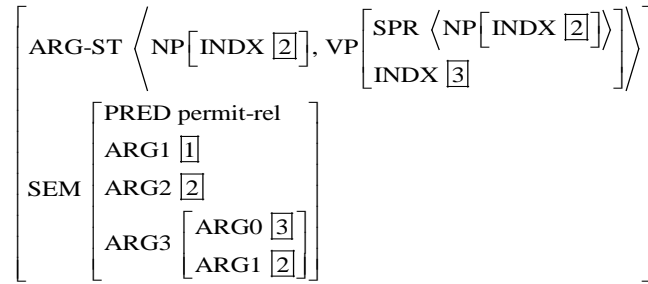 ARG-ST ⟨ NP[INDX 2], VP[SPR ⟨NP[INDX 2]⟩
INDX 3] ⟩
SEM
PRED permit-rel
ARG1 1
ARG2 2
ARG3 [ARG0 3
ARG1 2]